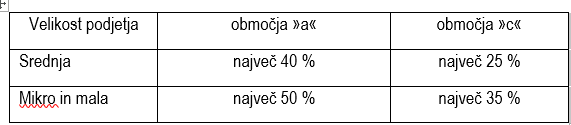 Velikost podjetja območja »a« območja »c«
Srednja največ 40 % največ 25 %
Mikro in mala največ 50 % največ 35 %